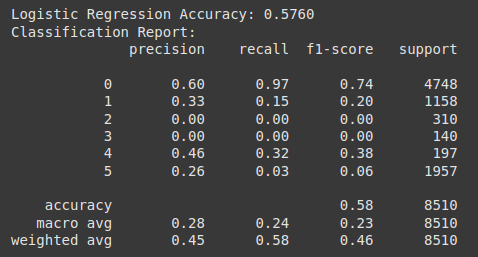 Logistic Regression Accuracy: 0.5760
Classification Report:
precision recall f1-score support
0 0.60 0.97 0.74 4748
1 0.33 0.15 0.20 1158
2 0.00 0.00 0.00 310
3 0.00 0.00 0.00 140
4 0.46 0.32 0.38 197
5 0.26 0.03 0.06 1957
accuracy 0.58 8510
macro avg 0.28 0.24 0.23 8510
weighted avg 0.45 0.58 0.46 8510